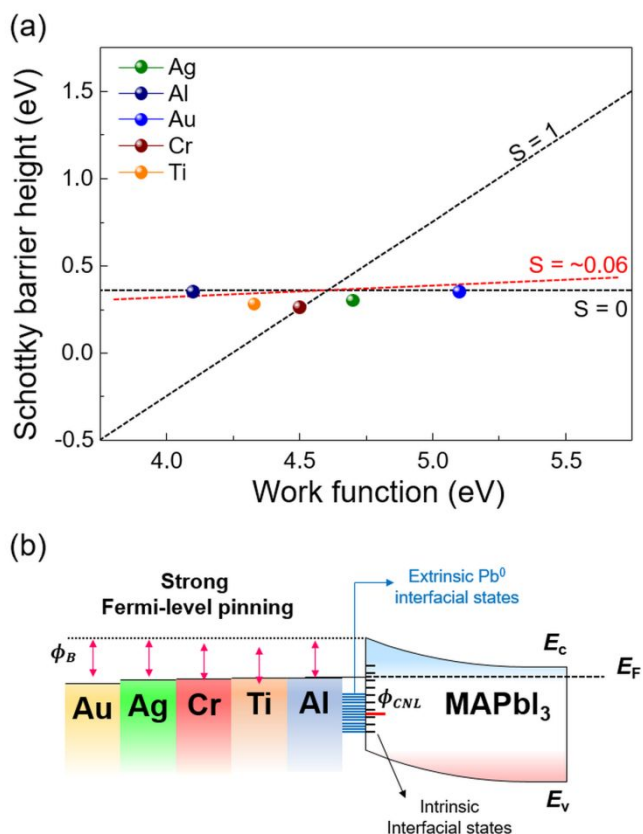 (a)
Schottky barrier height (eV)
1.5
1.0
0.5
0.0
-0.5
Ag
Al
Au
Cr
Ti
S = 1
S = ~0.06
S = 0
4.0 4.5 5.0 5.5
Work function (eV)
(b)
Strong
Fermi-level pinning
Extrinsic Pb⁰
interfacial states
ϕB
Ec
EF
Au Ag Cr Ti Al
ϕCNL
MAPbI₃
Ev
Intrinsic
Interfacial states